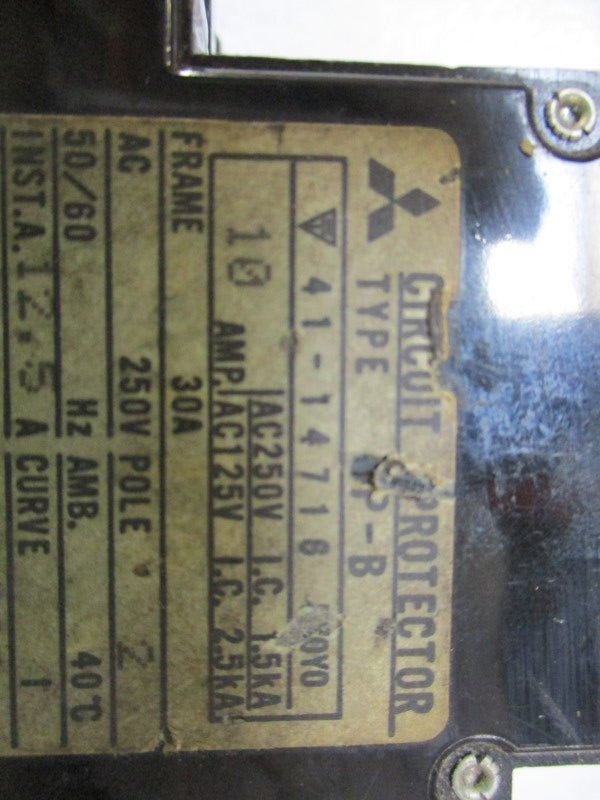 CIRCUIT PROTECTOR
TYPE CP-B
41-14716
10 AMP. AC250V I.C. 1.5KA
AC125V I.C. 2.5KA
FRAME 30A
AC 250V POLE 2
50/60 Hz AMB. 40℃
INST.A. 12.5 A CURVE 1